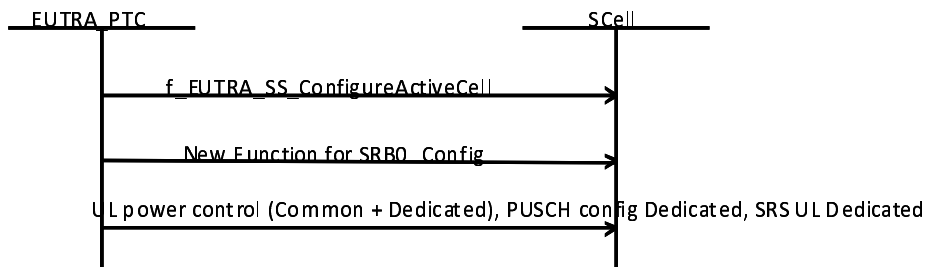 EUTRA_PTC
SCell
f_EUTRA_SS_ConfigureActiveCell
New Function for SRB0_Config
UL power control (Common + Dedicated), PUSCH config Dedicated, SRS UL Dedicated